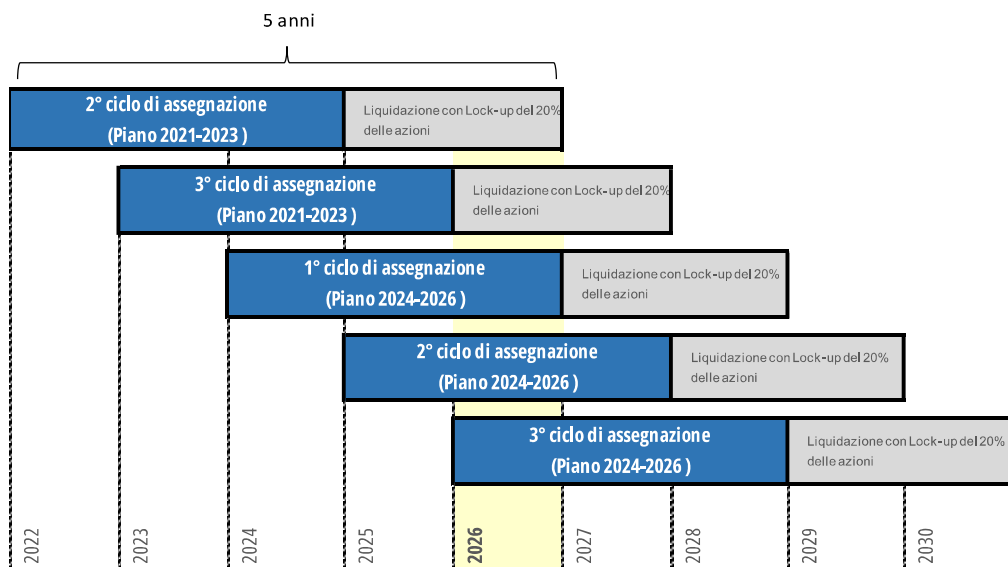 5 anni
2° ciclo di assegnazione
(Piano 2021-2023 )
Liquidazione con Lock-up del 20%
delle azioni
3° ciclo di assegnazione
(Piano 2021-2023 )
Liquidazione con Lock-up del 20%
delle azioni
1° ciclo di assegnazione
(Piano 2024-2026 )
Liquidazione con Lock-up del 20%
delle azioni
2° ciclo di assegnazione
(Piano 2024-2026 )
Liquidazione con Lock-up del 20%
delle azioni
3° ciclo di assegnazione
(Piano 2024-2026 )
Liquidazione con Lock-up del 20%
delle azioni
2022
2023
2024
2025
2026
2027
2028
2029
2030